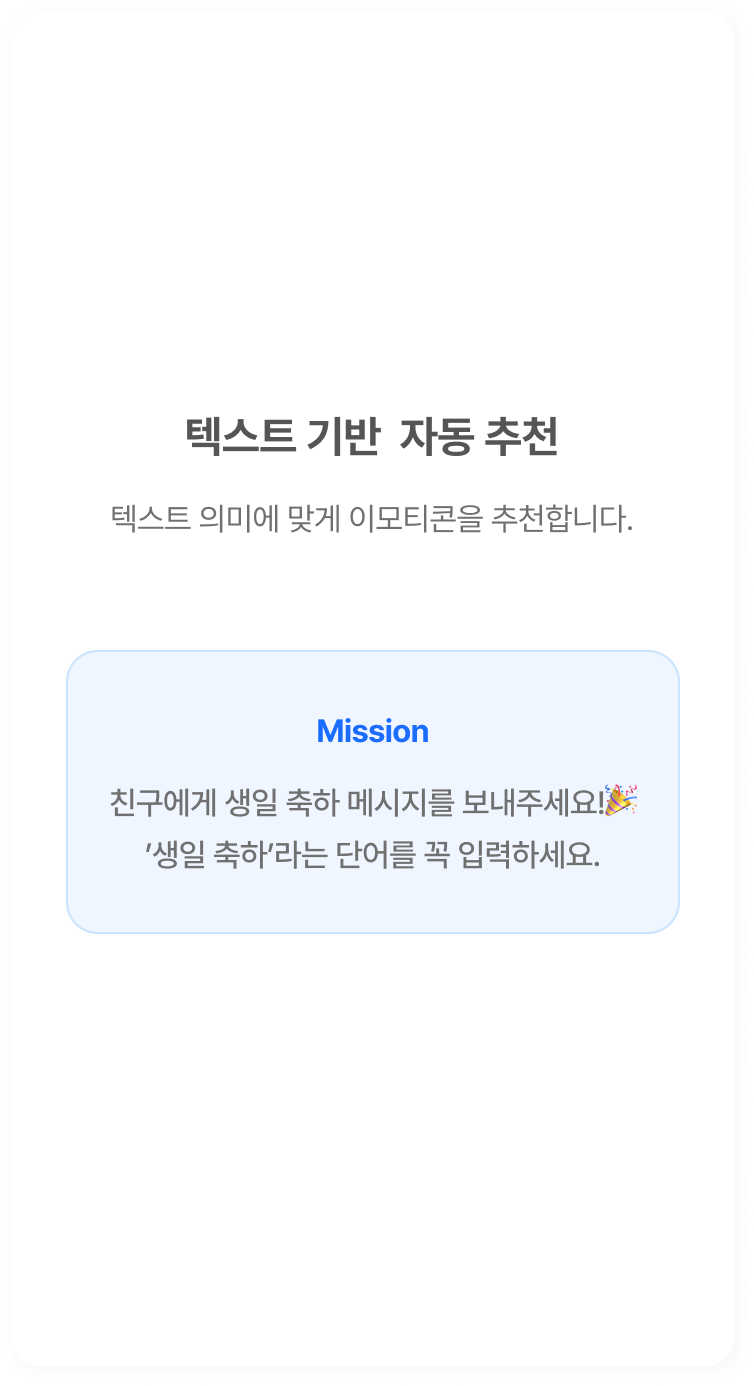 텍스트 기반  자동 추천
텍스트 의미에 맞게 이모티콘을 추천합니다.
Mission
친구에게 생일 축하 메시지를 보내주세요!🎉
'생일 축하'라는 단어를 꼭 입력하세요.